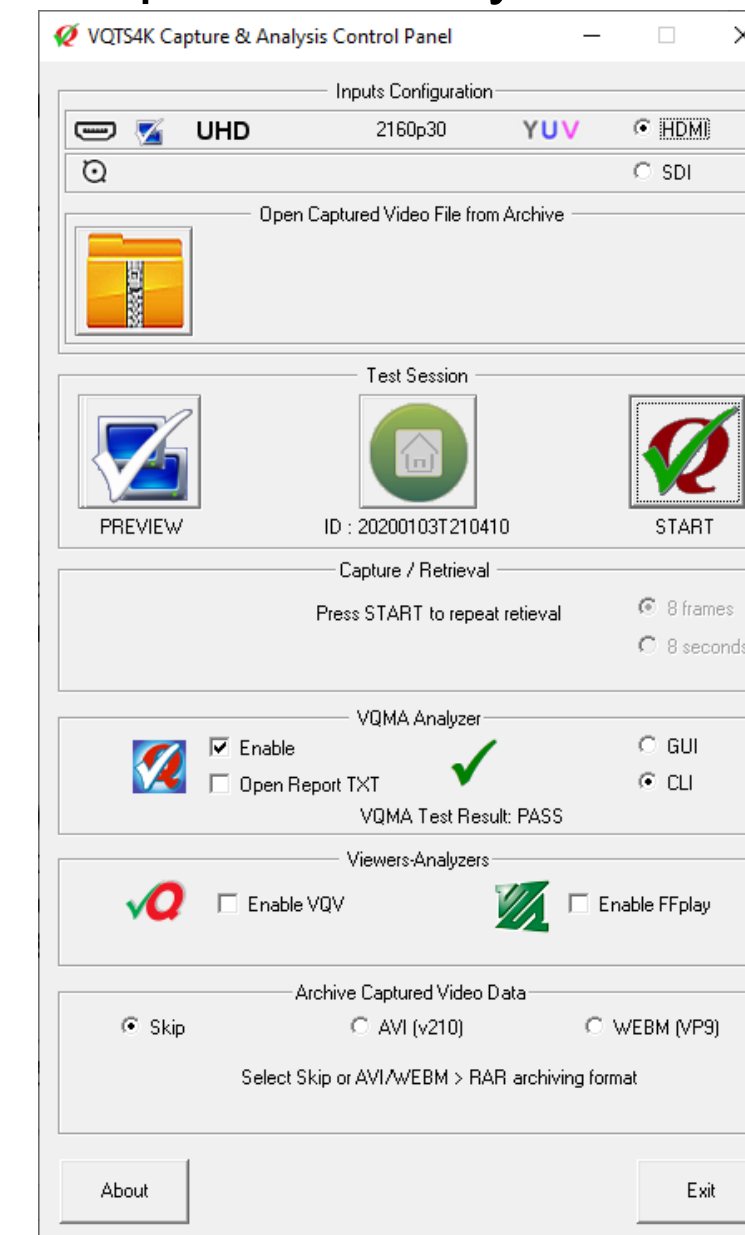 VQTS4K Capture & Analysis Control Panel
Inputs Configuration
UHD 2160p30 YUV HDMI
SDI
Open Captured Video File from Archive
Test Session
PREVIEW ID : 20200103T210410 START
Capture / Retrieval
Press START to repeat retieval 8 frames
8 seconds
VQMA Analyzer
Enable GUI
Open Report TXT CLI
VQMA Test Result: PASS
Viewers-Analyzers
Enable VQV Enable FFplay
Archive Captured Video Data
Skip AVI (v210) WEBM (VP9)
Select Skip or AVI/WEBM > RAR archiving format
About Exit